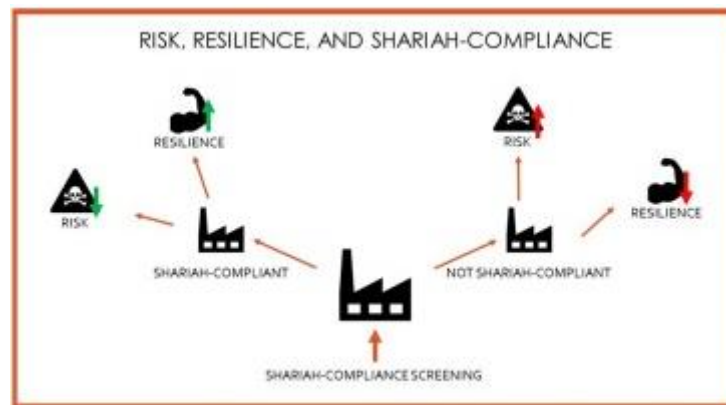 RISK, RESILIENCE, AND SHARIAH-COMPLIANCE
RESILIENCE
RISK
RISK
RESILIENCE
SHARIAH-COMPLIANT
NOT SHARIAH-COMPLIANT
SHARIAH-COMPLIANCE SCREENING